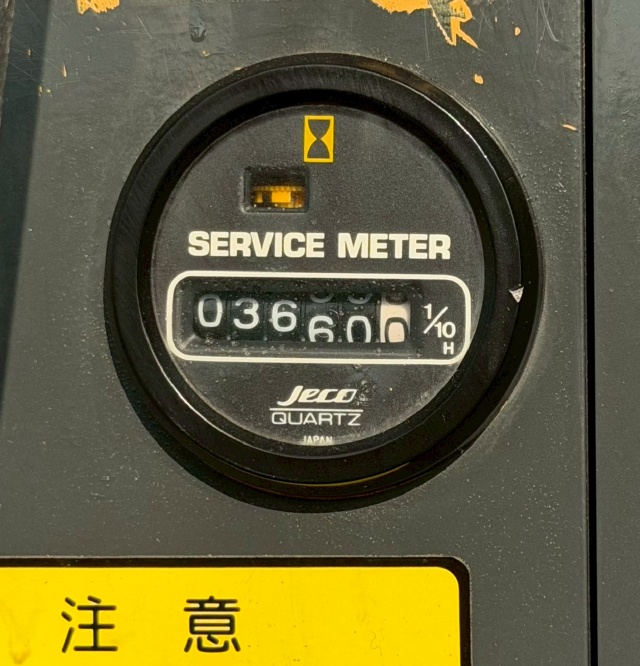 SERVICE METER
036600 1/10 H
Jeco
QUARTZ
JAPAN
注意